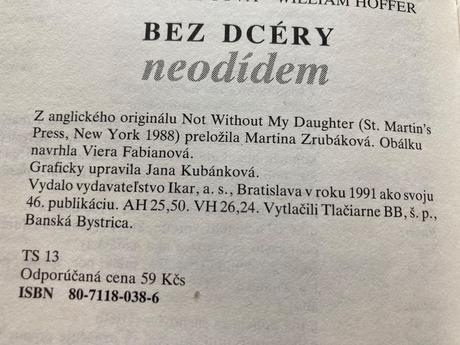 WILLIAM HOFFER
BEZ DCÉRY
neodídem
Z anglického originálu Not Without My Daughter (St. Martin's
Press, New York 1988) preložila Martina Zrubáková. Obálku
navrhla Viera Fabianová.
Graficky upravila Jana Kubánková.
Vydalo vydavateľstvo Ikar, a. s., Bratislava v roku 1991 ako svoju
46. publikáciu. AH 25,50. VH 26,24. Vytlačili Tlačiarne BB, š. p.,
Banská Bystrica.
TS 13
Odporúčaná cena 59 Kčs
ISBN 80-7118-038-6